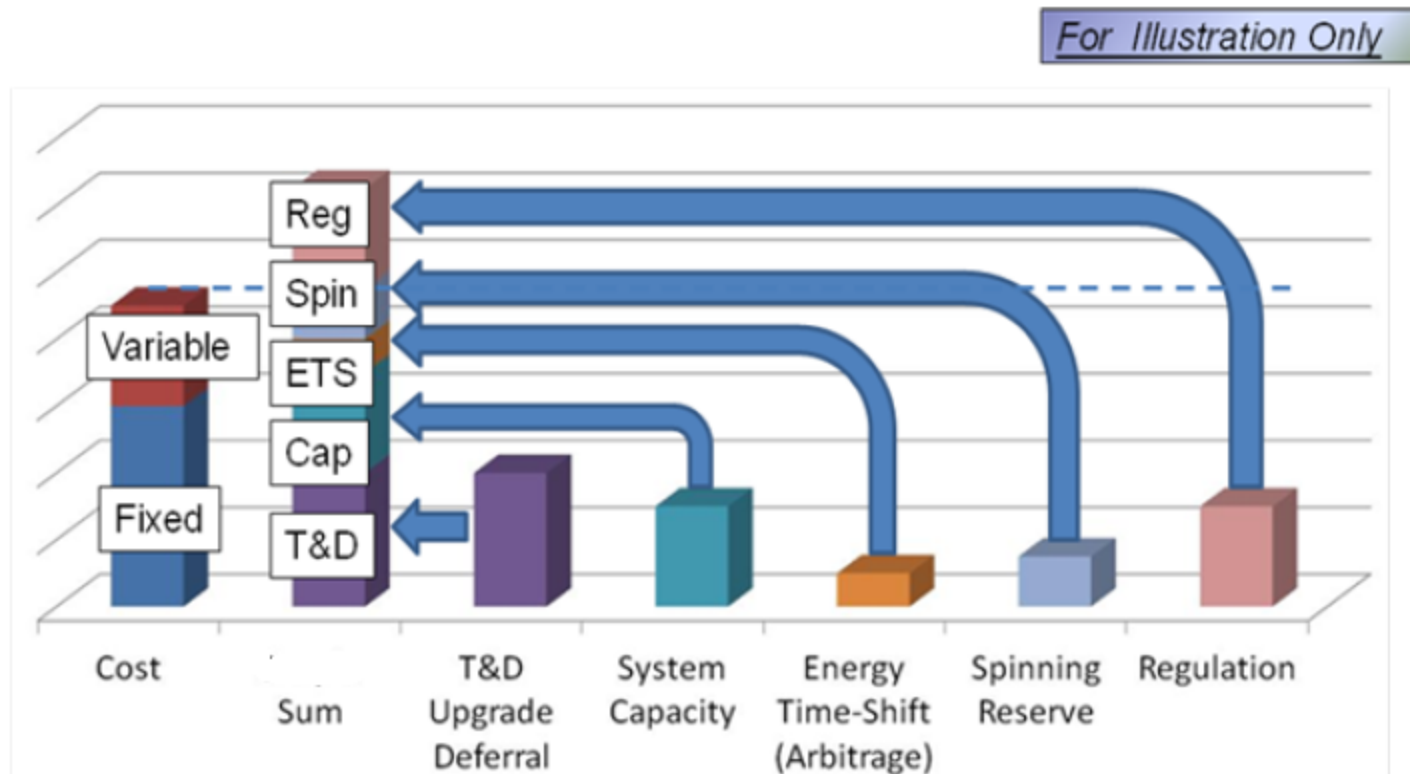 For Illustration Only
Reg
Spin
Variable
ETS
Cap
Fixed
T&D
Cost
Sum
T&D
Upgrade
Deferral
System
Capacity
Energy
Time-Shift
(Arbitrage)
Spinning
Reserve
Regulation